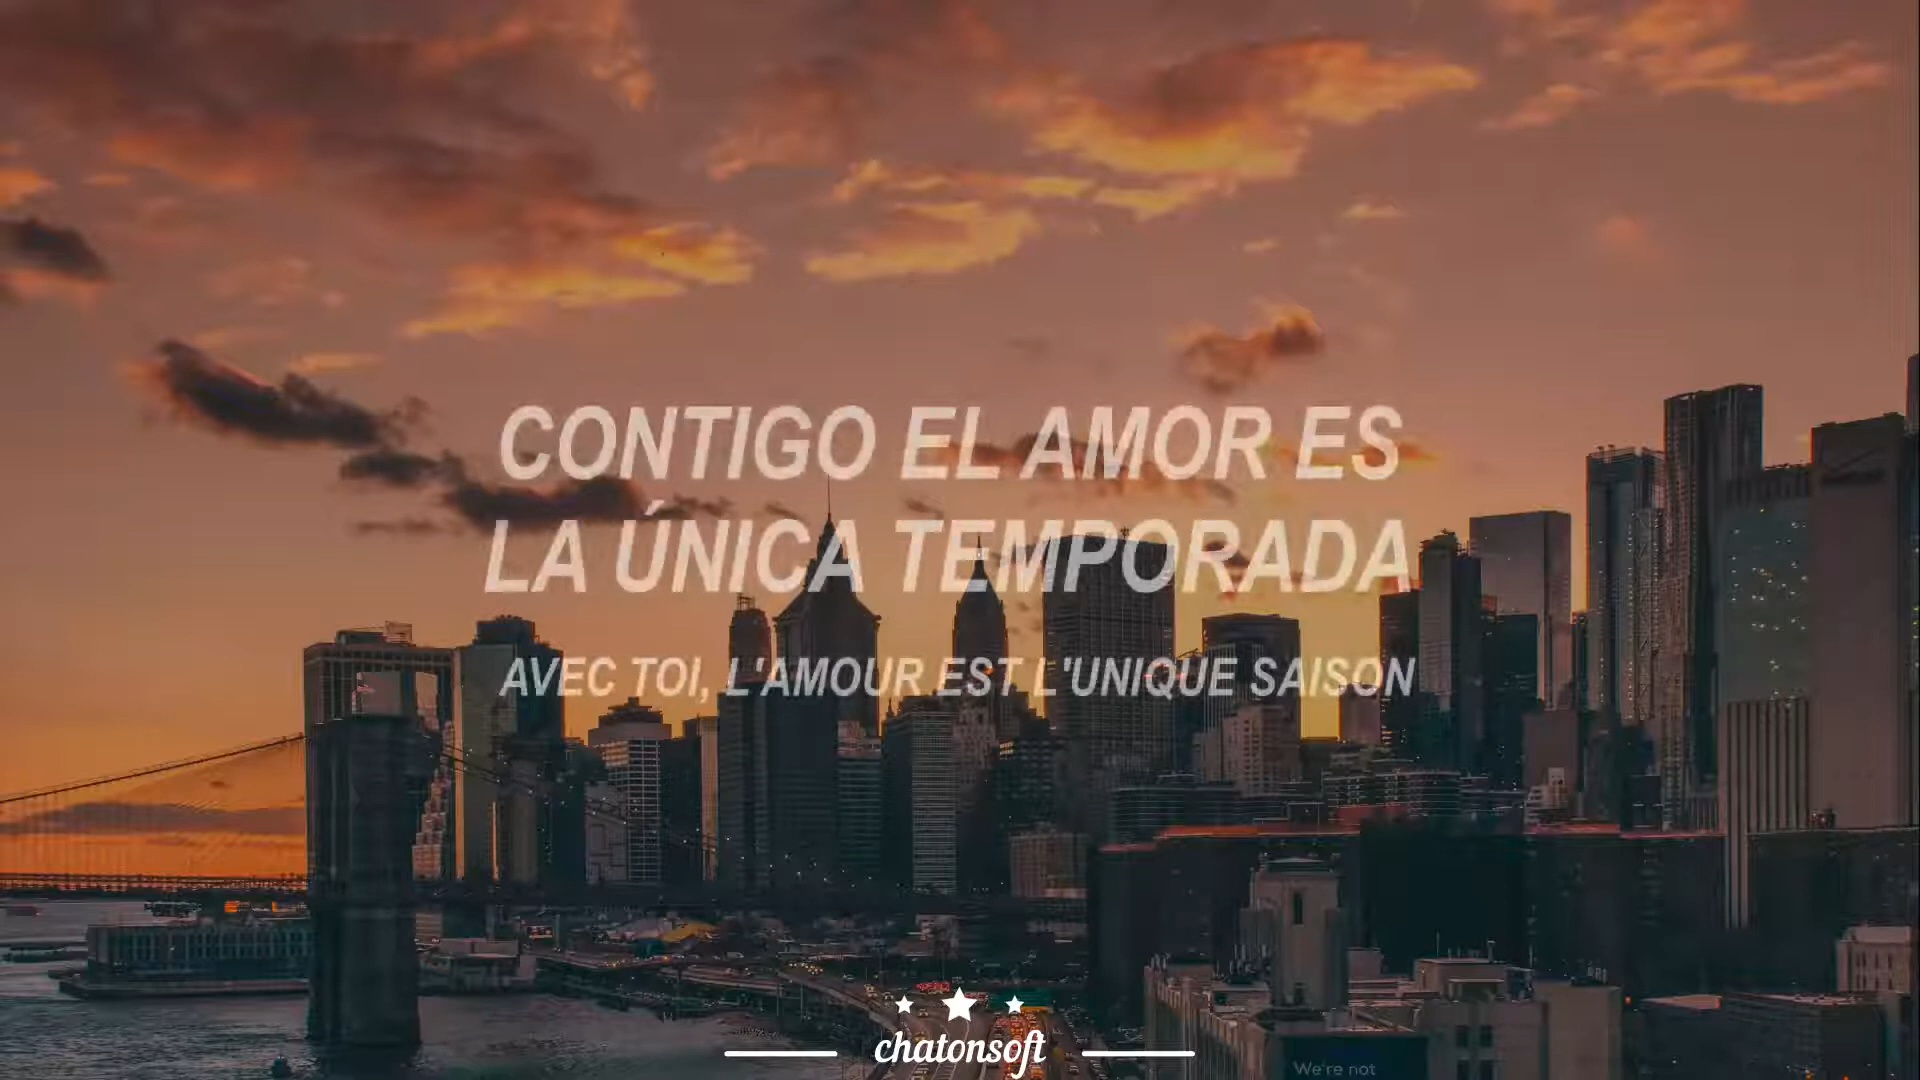 CONTIGO EL AMOR ES
LA ÚNICA TEMPORADA
AVEC TOI, L'AMOUR EST L'UNIQUE SAISON
chatonsoft
We're not